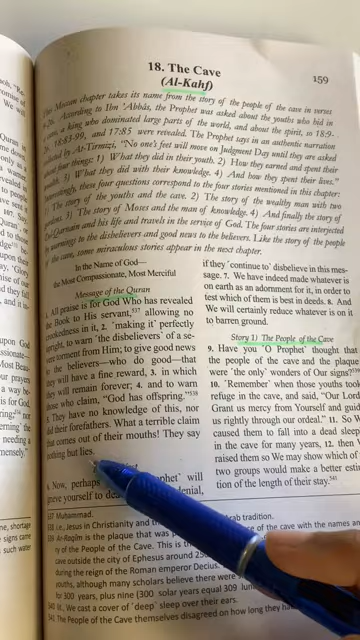 18. The Cave
(Al-Kahf)
159
This Meccan chapter takes its name from the story of the people of the cave in verses
9-26. According to Ibn 'Abbâs, the Prophet was asked about the youths who hid in
a cave, a king who dominated large parts of the world, and about the spirit, so 18:9-
26, 18:83-99, and 17:85 were revealed. The Prophet says in an authentic narration
collected by At-Tirmiẓi, "No one's feet will move on Judgment Day until they are asked
about four things: 1) What they did in their youth. 2) How they earned and spent their
3) What they did with their knowledge. 4) And how they spent their lives."
Accordingly, these four questions correspond to the four stories mentioned in this chapter:
1) The story of the youths and the cave. 2) The story of the wealthy man with two
3) The story of Moses and the man of knowledge. 4) And finally the story of
and his life and travels in the service of God. The four stories are interjected
by warnings to the disbelievers and good news to the believers. Like the story of the people
of the cave, some miraculous stories appear in the next chapter.
In the Name of God—
the Most Compassionate, Most Merciful
Message of the Quran
1. All praise is for God Who has revealed
the Book to His servant,537 allowing no
crookedness in it, 2. ˹making it˺ perfectly
upright, to warn ˹the disbelievers˺ of a se-
vere torment from Him; to give good news
to the believers—who do good—that
they will have a fine reward, 3. in which
they will remain forever; 4. and to warn
those who claim, "God has offspring."538
5. They have no knowledge of this, nor
did their forefathers. What a terrible claim
that comes out of their mouths! They say
nothing but lies.
6. Now, perhaps
will
grieve yourself to
denial,
if they ˹continue to˺ disbelieve in this mes-
sage. 7. We have indeed made whatever is
on earth as an adornment for it, in order to
test which of them is best in deeds. 8. And
We will certainly reduce whatever is on it
to barren ground.
Story 1) The People of the Cave
9. Have you ˹O Prophet˺ thought that
the people of the cave and the plaque
were ˹the only˺ wonders of Our signs?
10. ˹Remember˺ when those youths took
refuge in the cave, and said, "Our Lord
Grant us mercy from Yourself and guide
us rightly through our ordeal." 11. So W
caused them to fall into a dead sleep
in the cave for many years, 12. then
raised them so We may show which of
two groups would make a better esti-
tion of the length of their stay.541
537 Muḥammad.
538 i.e., Jesus in Christianity and
Arab tradition.
539 Ar-Raqîm is the plaque that was
of the cave with the names an
ry of the People of the Cave. This is
cave outside the city of Ephesus around 25
during the reign of the Roman emperor Decius.
youths, although many scholars believe there were
for 300 years, plus nine (300 solar years equal 309 lun
540 lit., We cast a cover of ˹deep˺ sleep over their ears.
541 The People of the Cave themselves disagreed on how long they ha